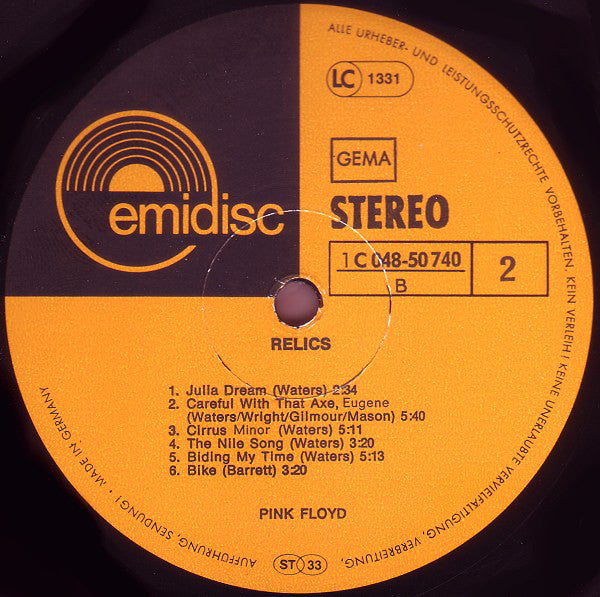 ALLE URHEBER- UND LEISTUNGSSCHUTZRECHTE VORBEHALTEN. KEIN VERLEIH! KEINE UNERLAUBTE VERVIELFÄLTIGUNG, VERBREITUNG, AUFFÜHRUNG, SENDUNG! · MADE IN GERMANY
LC 1331
GEMA
emidisc
STEREO
1 C 048-50 740
B
2
RELICS
1. Julia Dream (Waters) 2:34
2. Careful With That Axe, Eugene
(Waters/Wright/Gilmour/Mason) 5:40
3. Cirrus Minor (Waters) 5:11
4. The Nile Song (Waters) 3:20
5. Biding My Time (Waters) 5:13
6. Bike (Barrett) 3:20
PINK FLOYD
ST 33